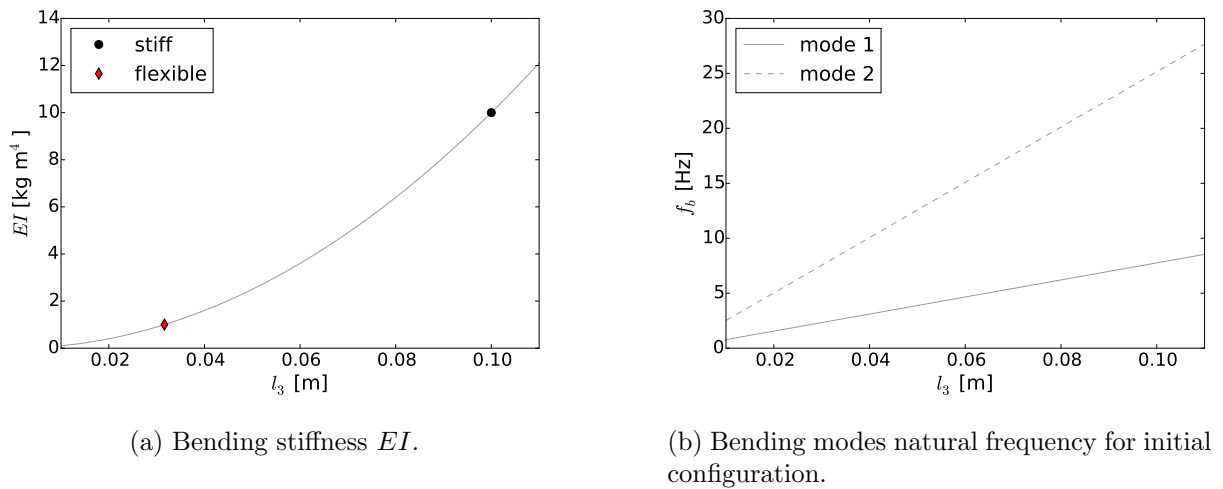 14
12
10
8
6
4
2
0
EI [kg m⁴]
stiff
flexible
0.02 0.04 0.06 0.08 0.10
l₃ [m]
(a) Bending stiffness EI.
30
25
20
15
10
5
0
f_b [Hz]
mode 1
mode 2
0.02 0.04 0.06 0.08 0.10
l₃ [m]
(b) Bending modes natural frequency for initial
configuration.